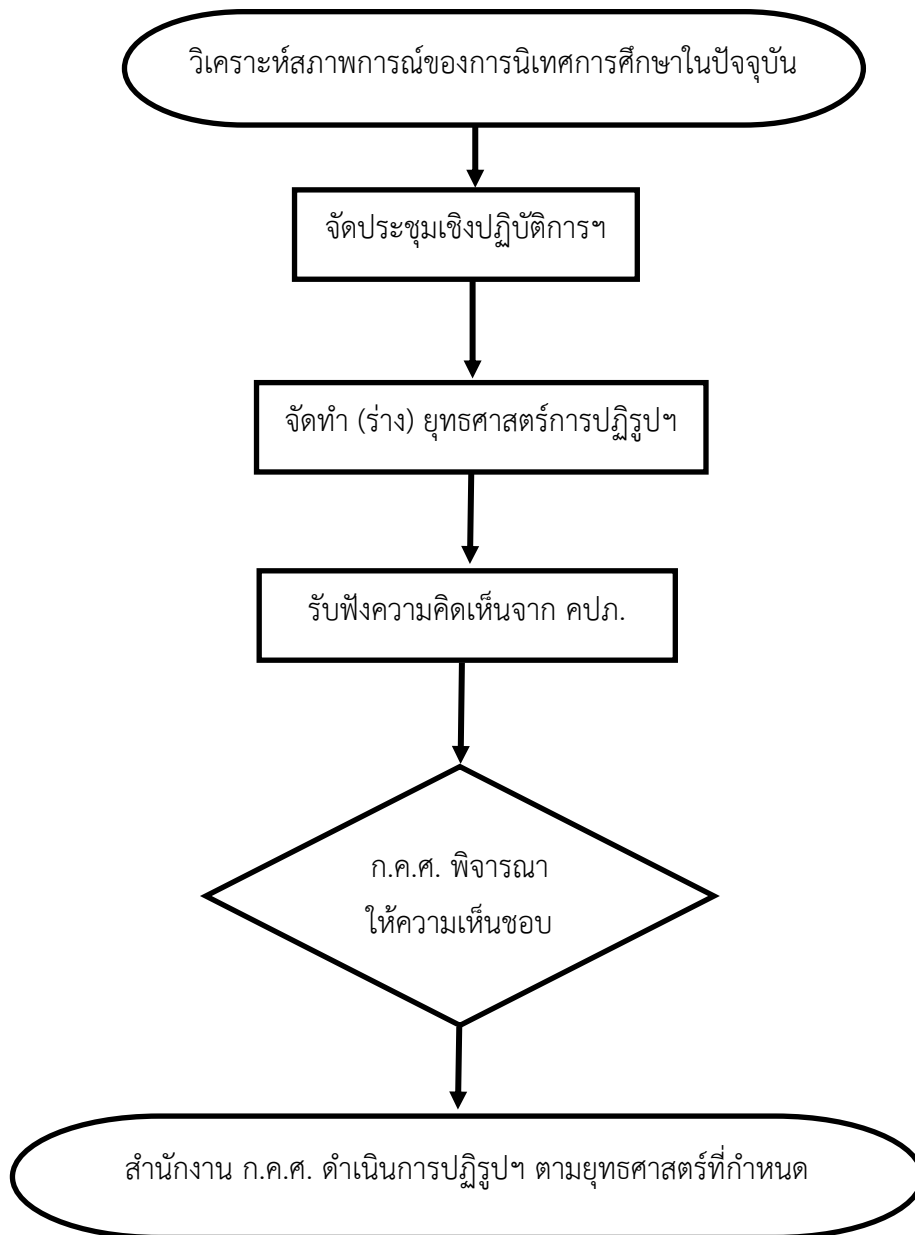 วิเคราะห์สภาพการณ์ของการนิเทศการศึกษาในปัจจุบัน
จัดประชุมเชิงปฏิบัติการฯ
จัดทำ (ร่าง) ยุทธศาสตร์การปฏิรูปฯ
รับฟังความคิดเห็นจาก คปภ.
ก.ค.ศ. พิจารณา
ให้ความเห็นชอบ
สำนักงาน ก.ค.ศ. ดำเนินการปฏิรูปฯ ตามยุทธศาสตร์ที่กำหนด